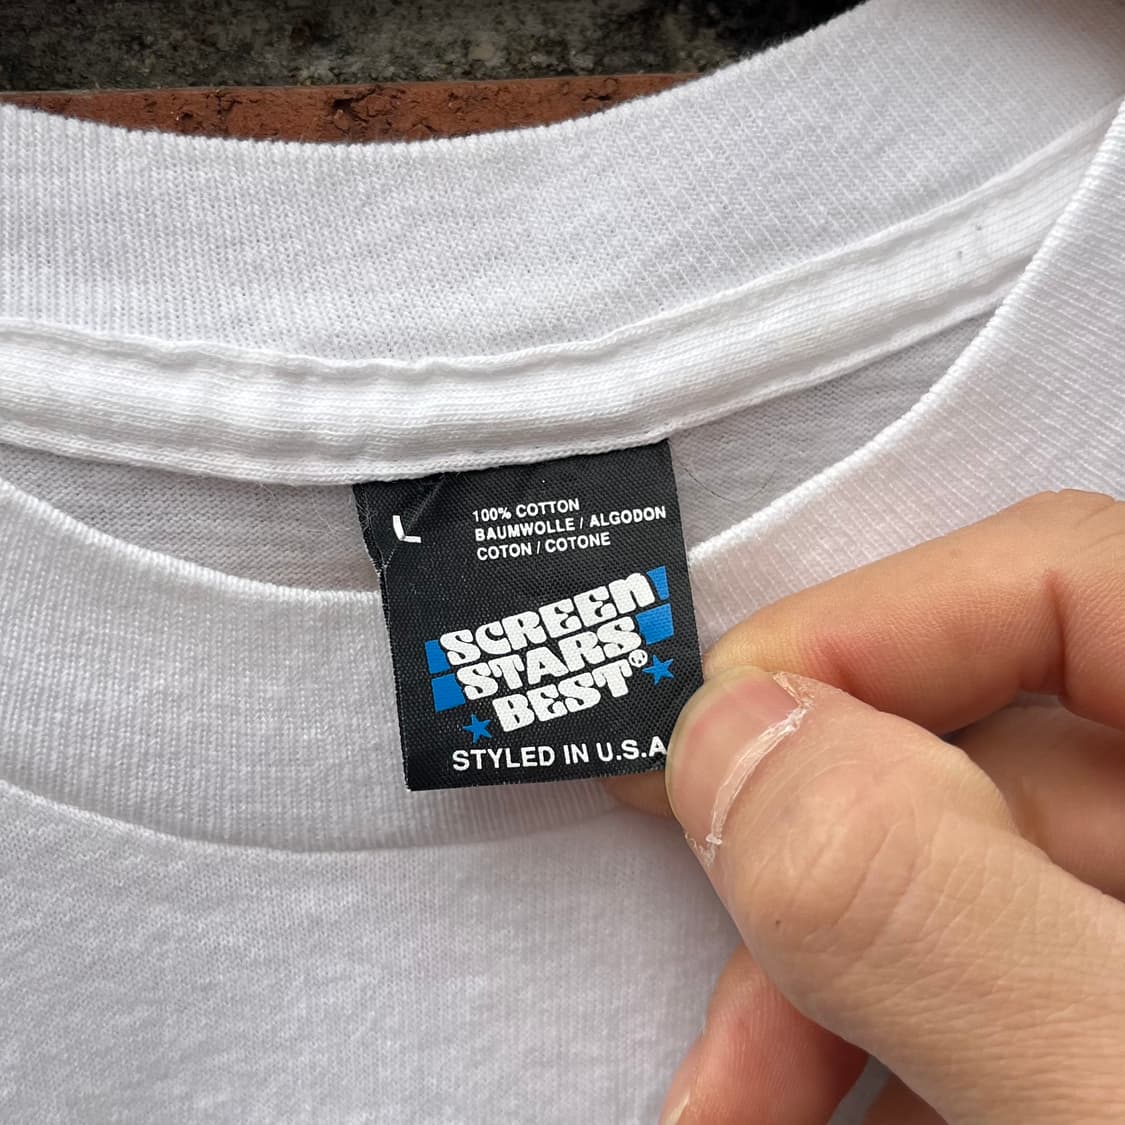 L
100% COTTON
BAUMWOLLE / ALGODON
COTON / COTONE
SCREEN
STARS
BEST®
STYLED IN U.S.A